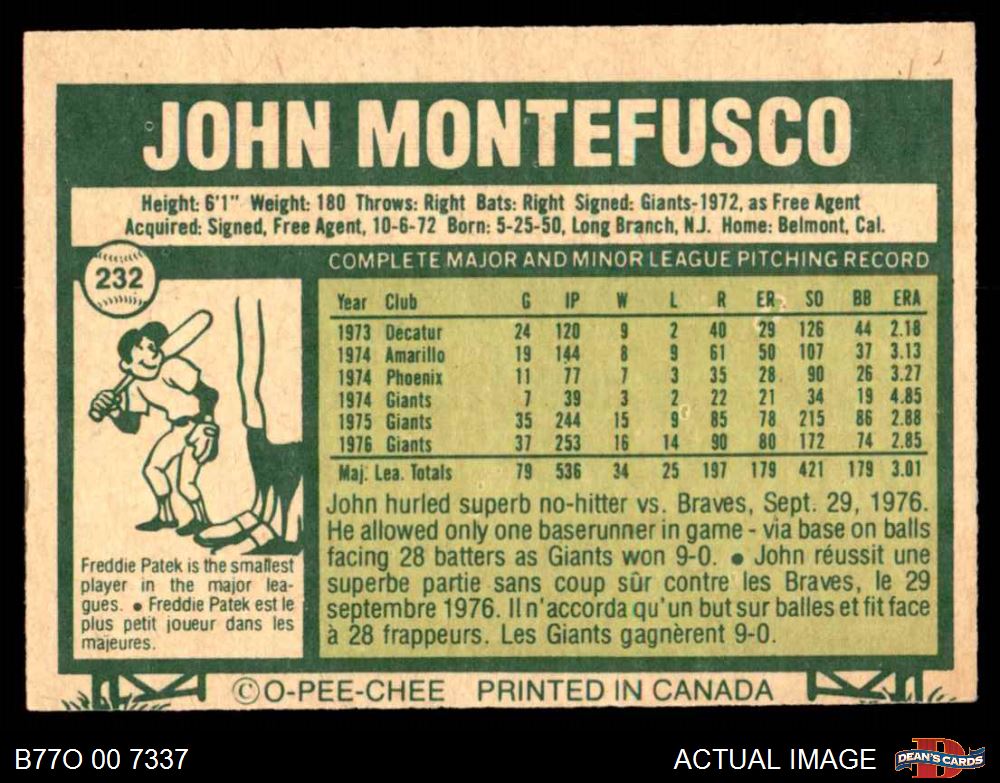 JOHN MONTEFUSCO
Height: 6'1" Weight: 180 Throws: Right Bats: Right Signed: Giants-1972, as Free Agent
Acquired: Signed, Free Agent, 10-6-72 Born: 5-25-50, Long Branch, N.J. Home: Belmont, Cal.
232
COMPLETE MAJOR AND MINOR LEAGUE PITCHING RECORD
Year Club G IP W L R ER SO BB ERA
1973 Decatur 24 120 9 2 40 29 126 44 2.18
1974 Amarillo 19 144 8 9 61 50 107 37 3.13
1974 Phoenix 11 77 7 3 35 28 90 26 3.27
1974 Giants 7 39 3 2 22 21 34 19 4.85
1975 Giants 35 244 15 9 85 78 215 86 2.88
1976 Giants 37 253 16 14 90 80 172 74 2.85
Maj. Lea. Totals 79 536 34 25 197 179 421 179 3.01
John hurled superb no-hitter vs. Braves, Sept. 29, 1976.
He allowed only one baserunner in game - via base on balls
facing 28 batters as Giants won 9-0. ● John réussit une
superbe partie sans coup sûr contre les Braves, le 29
septembre 1976. Il n'accorda qu'un but sur balles et fit face
à 28 frappeurs. Les Giants gagnèrent 9-0.
Freddie Patek is the smallest
player in the major lea-
gues. ● Freddie Patek est le
plus petit joueur dans les
majeures.
© O-PEE-CHEE PRINTED IN CANADA
B77O 00 7337
ACTUAL IMAGE
DEAN'S CARDS